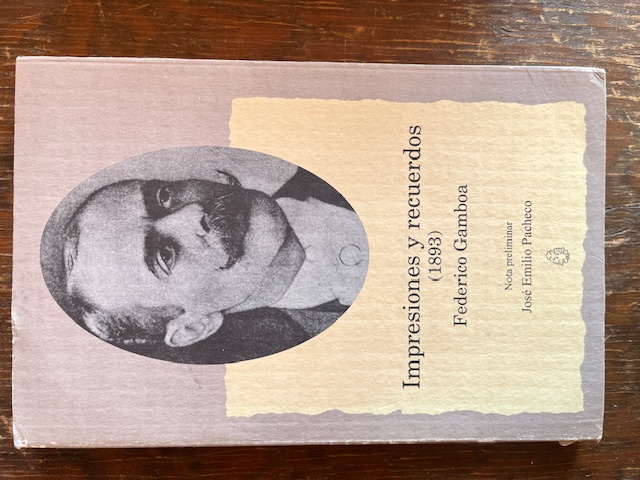 Impresiones y recuerdos
(1893)
Federico Gamboa
Nota preliminar
José Emilio Pacheco